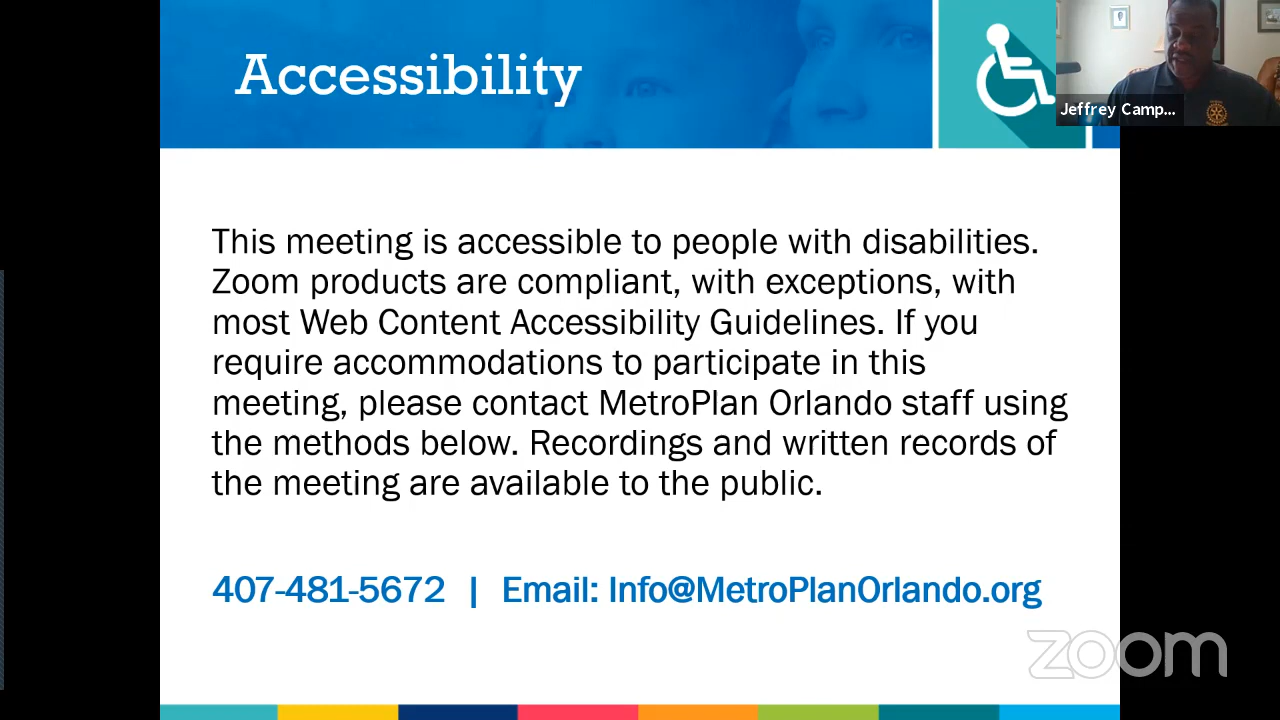 Accessibility
Jeffrey Camp...
This meeting is accessible to people with disabilities.
Zoom products are compliant, with exceptions, with
most Web Content Accessibility Guidelines. If you
require accommodations to participate in this
meeting, please contact MetroPlan Orlando staff using
the methods below. Recordings and written records of
the meeting are available to the public.
407-481-5672 | Email: Info@MetroPlanOrlando.org
zoom